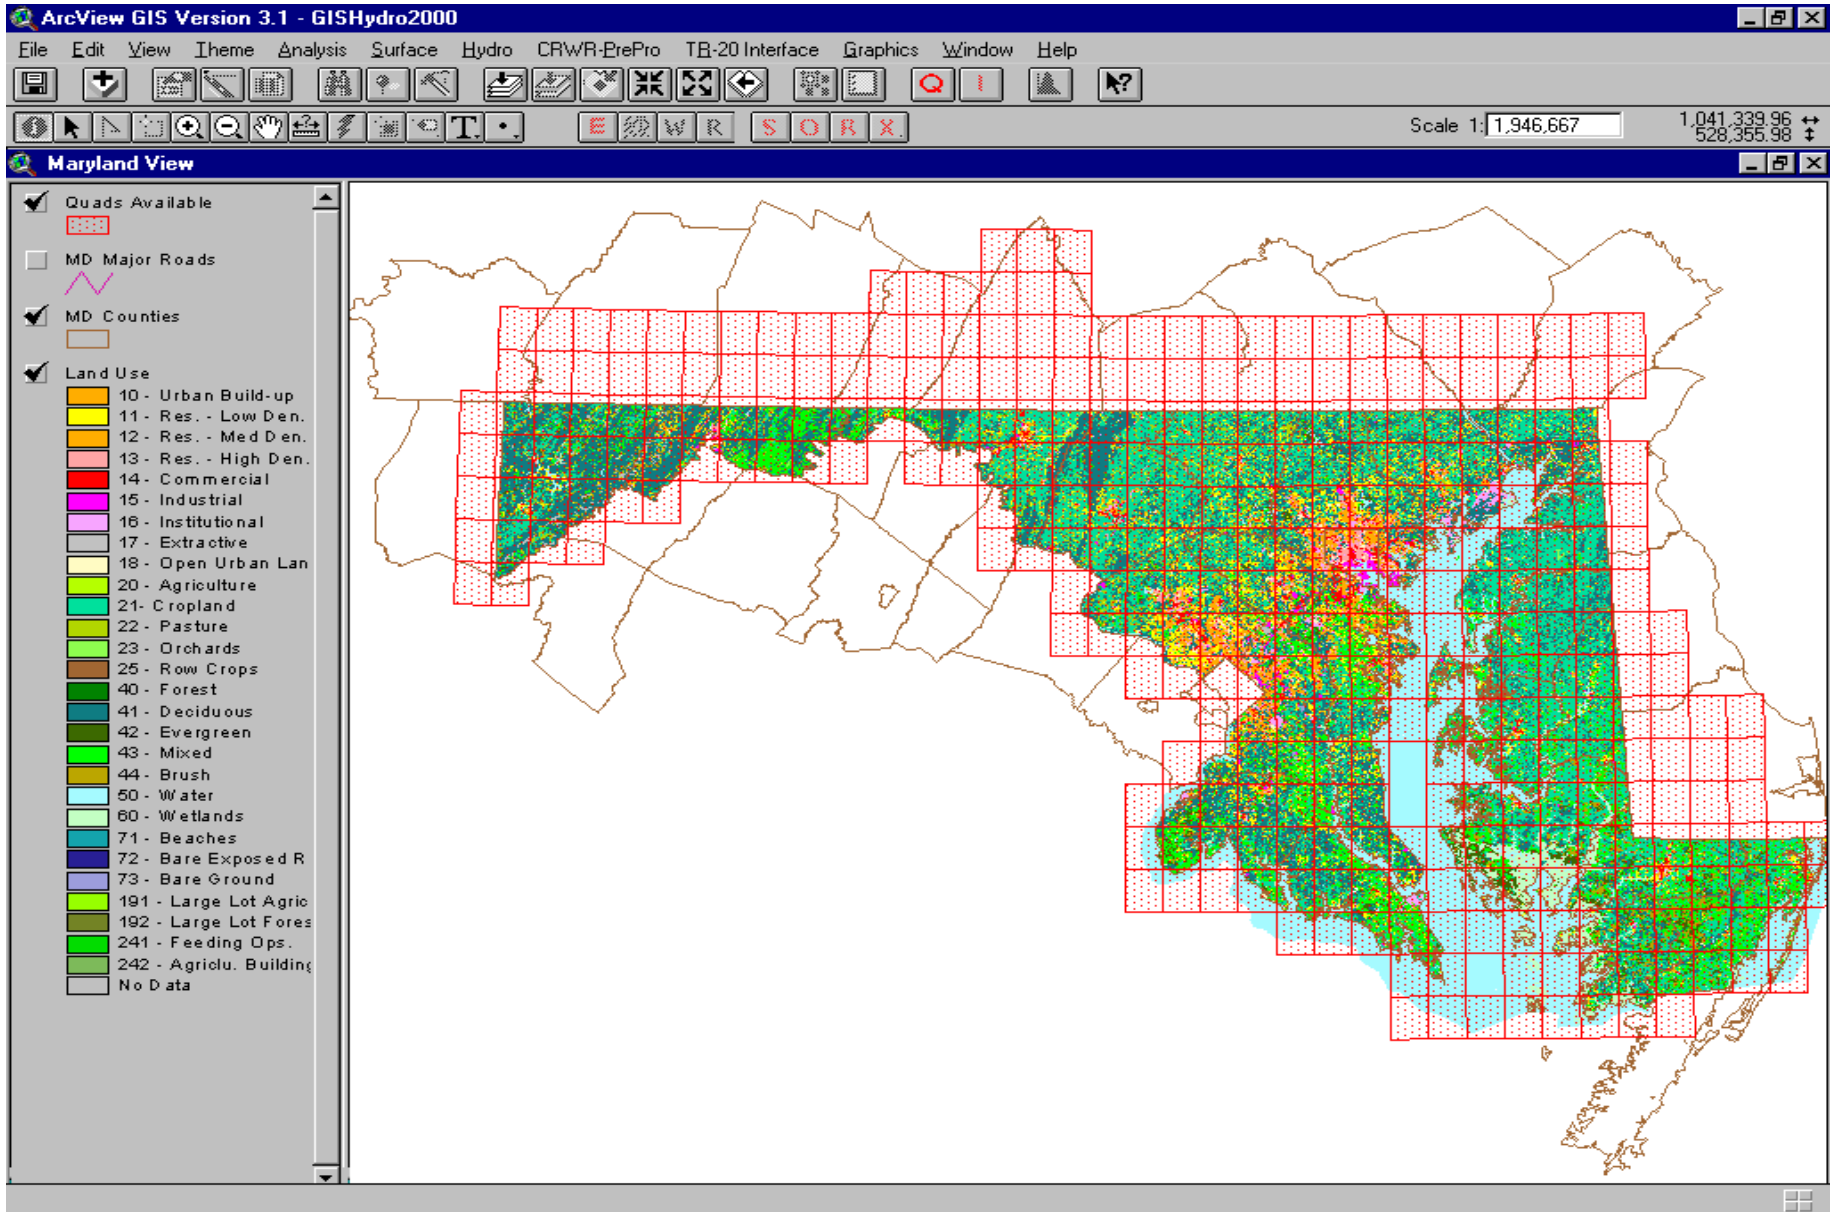 ArcView GIS Version 3.1 - GISHydro2000
File Edit View Theme Analysis Surface Hydro CRWR-PrePro TR-20 Interface Graphics Window Help
Q
T E W R S O R X
Scale 1: 1,946,667
1,041,339.96
528,355.98
Maryland View
Quads Available
MD Major Roads
MD Counties
Land Use
10 - Urban Build-up
11 - Res. - Low Den.
12 - Res. - Med Den.
13 - Res. - High Den.
14 - Commercial
15 - Industrial
16 - Institutional
17 - Extractive
18 - Open Urban Lan
20 - Agriculture
21- Cropland
22 - Pasture
23 - Orchards
25 - Row Crops
40 - Forest
41 - Deciduous
42 - Evergreen
43 - Mixed
44 - Brush
50 - Water
60 - Wetlands
71 - Beaches
72 - Bare Exposed R
73 - Bare Ground
191 - Large Lot Agric
192 - Large Lot Fores
241 - Feeding Ops.
242 - Agriclu. Building
No Data